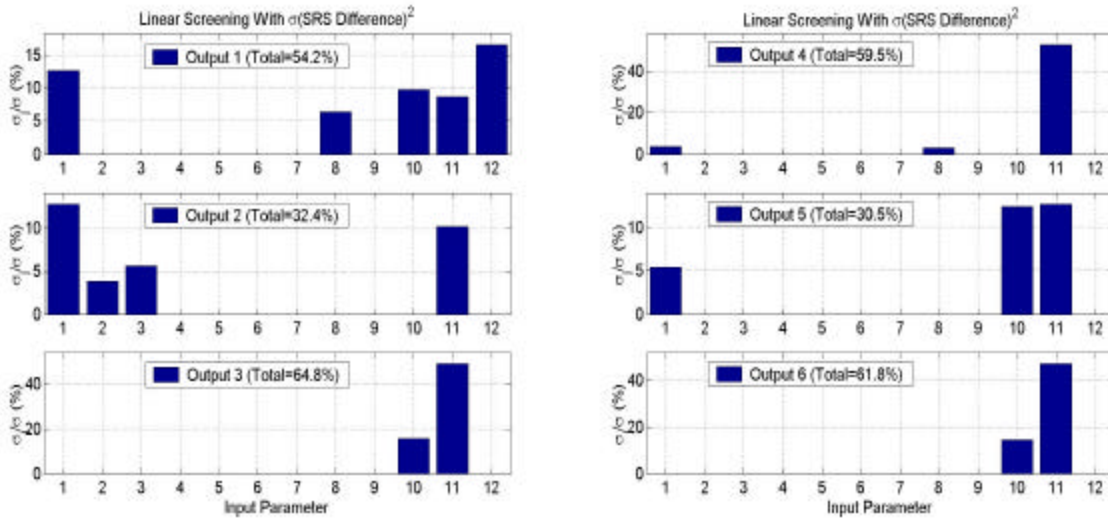 Linear Screening With σ(SRS Difference)²
Output 1 (Total=54.2%)
σᵢ/σ (%)
15
10
5
0
1 2 3 4 5 6 7 8 9 10 11 12
Output 2 (Total=32.4%)
σᵢ/σ (%)
10
5
0
1 2 3 4 5 6 7 8 9 10 11 12
Output 3 (Total=64.8%)
σᵢ/σ (%)
40
20
0
1 2 3 4 5 6 7 8 9 10 11 12
Input Parameter
Linear Screening With σ(SRS Difference)²
Output 4 (Total=59.5%)
σᵢ/σ (%)
40
20
0
1 2 3 4 5 6 7 8 9 10 11 12
Output 5 (Total=30.5%)
σᵢ/σ (%)
10
5
0
1 2 3 4 5 6 7 8 9 10 11 12
Output 6 (Total=61.8%)
σᵢ/σ (%)
40
20
0
1 2 3 4 5 6 7 8 9 10 11 12
Input Parameter